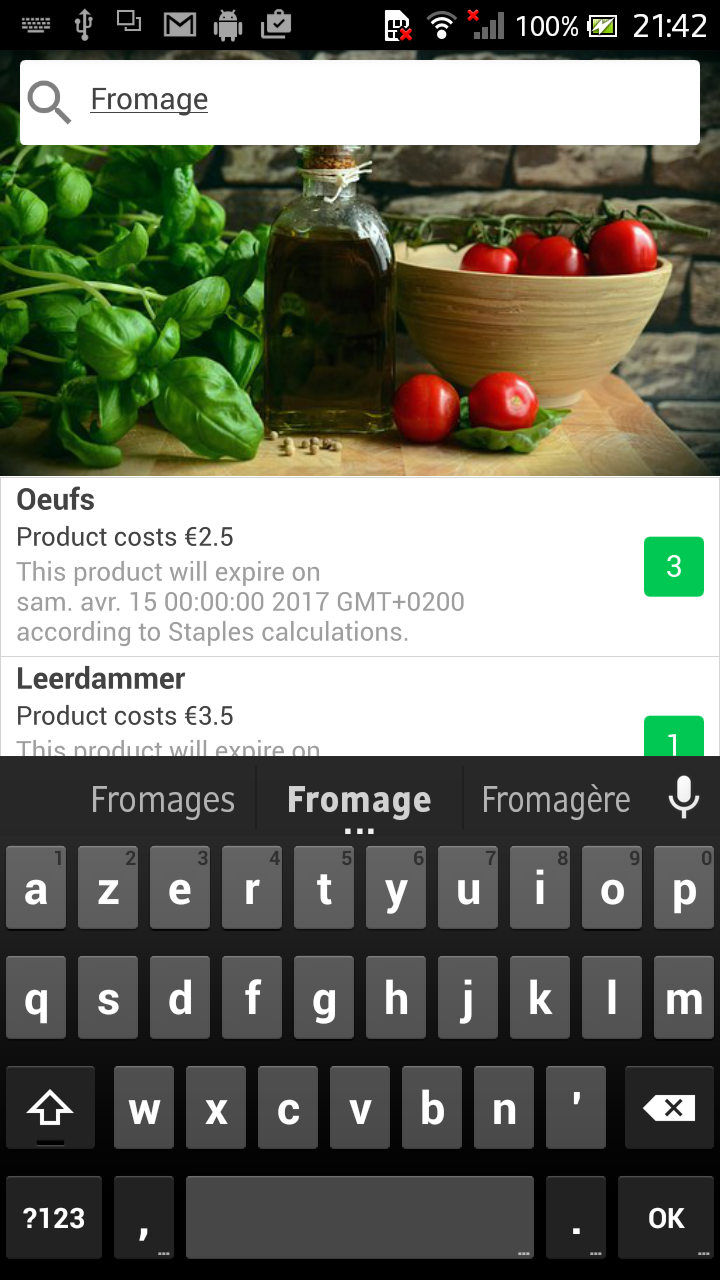 100% 21:42
Fromage
Oeufs
Product costs €2.5
This product will expire on
sam. avr. 15 00:00:00 2017 GMT+0200
according to Staples calculations.
3
Leerdammer
Product costs €3.5
This product will expire on
1
Fromages Fromage Fromagère
1 2 3 4 5 6 7 8 9 0
a z e r t y u i o p
q s d f g h j k l m
w x c v b n '
?123 , . OK